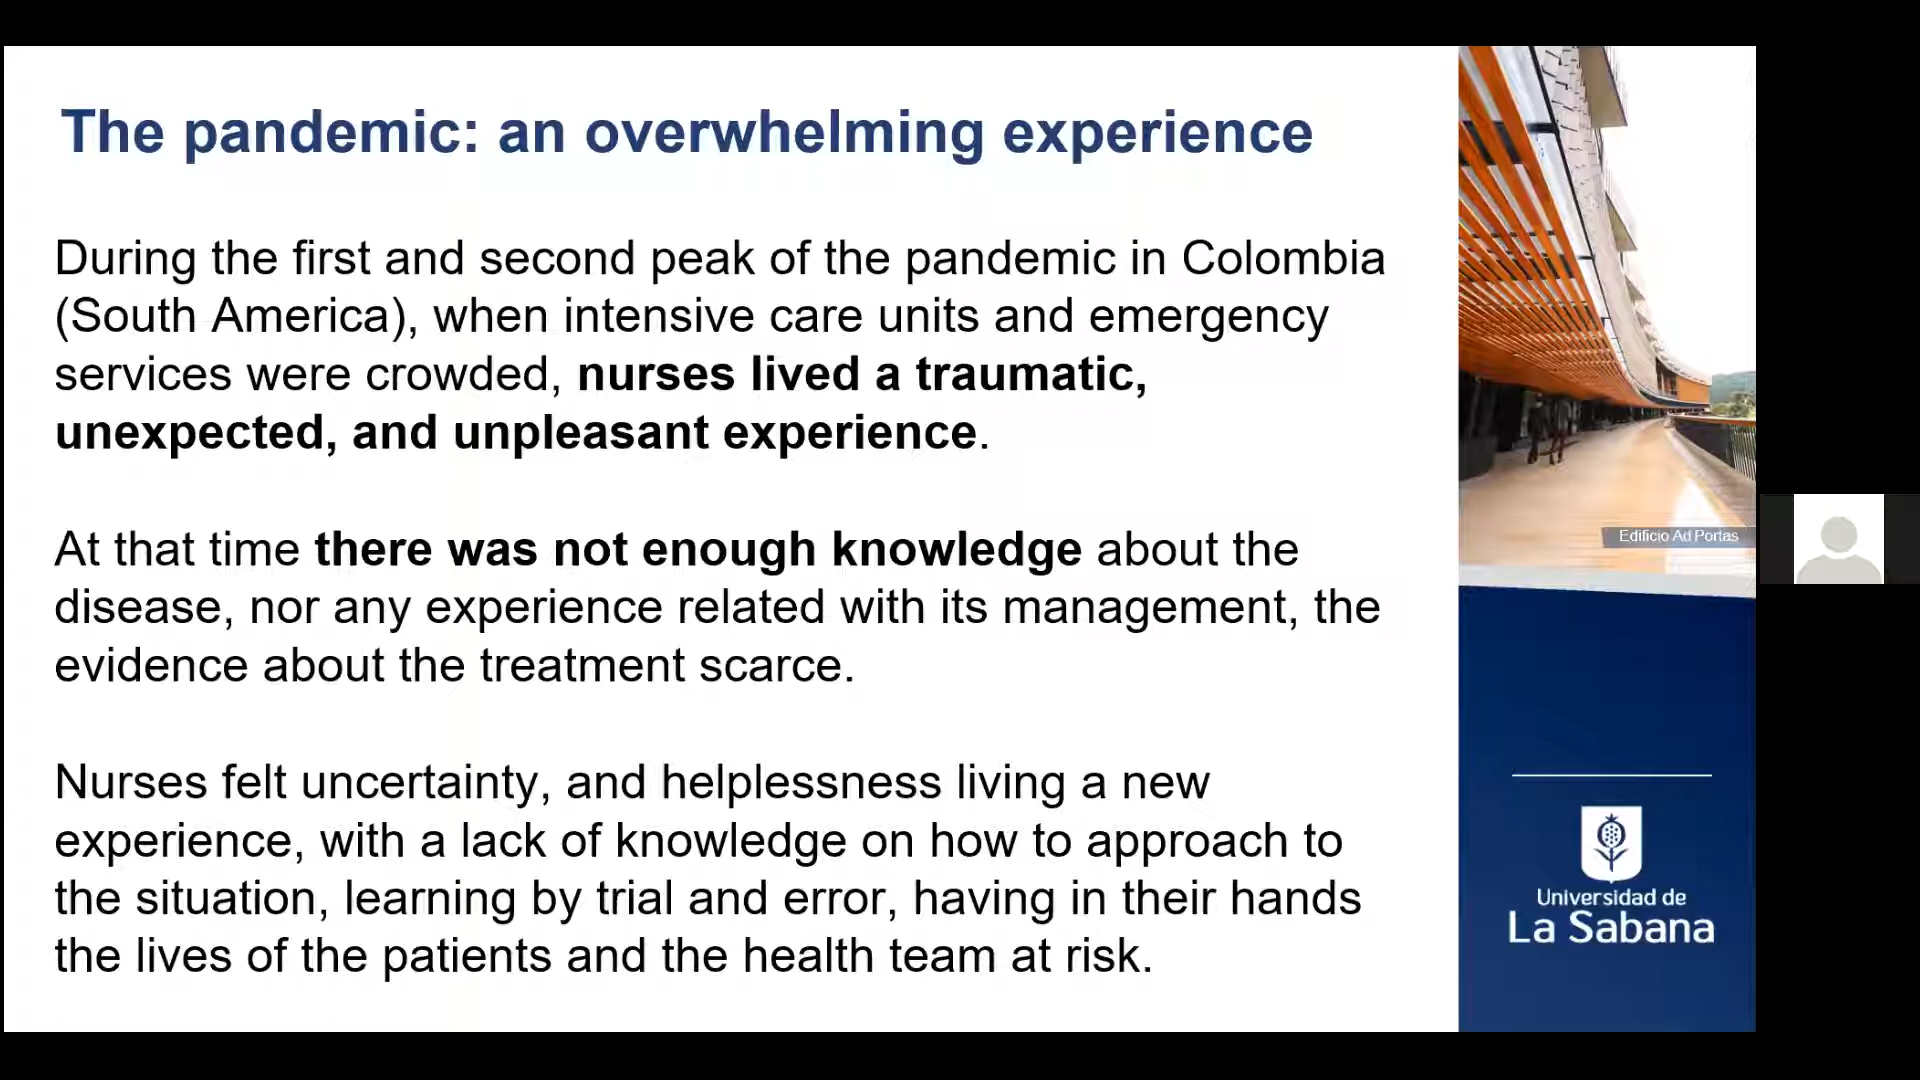 The pandemic: an overwhelming experience
During the first and second peak of the pandemic in Colombia
(South America), when intensive care units and emergency
services were crowded, nurses lived a traumatic,
unexpected, and unpleasant experience.
At that time there was not enough knowledge about the
disease, nor any experience related with its management, the
evidence about the treatment scarce.
Nurses felt uncertainty, and helplessness living a new
experience, with a lack of knowledge on how to approach to
the situation, learning by trial and error, having in their hands
the lives of the patients and the health team at risk.
Edificio Ad Portas
Universidad de
La Sabana